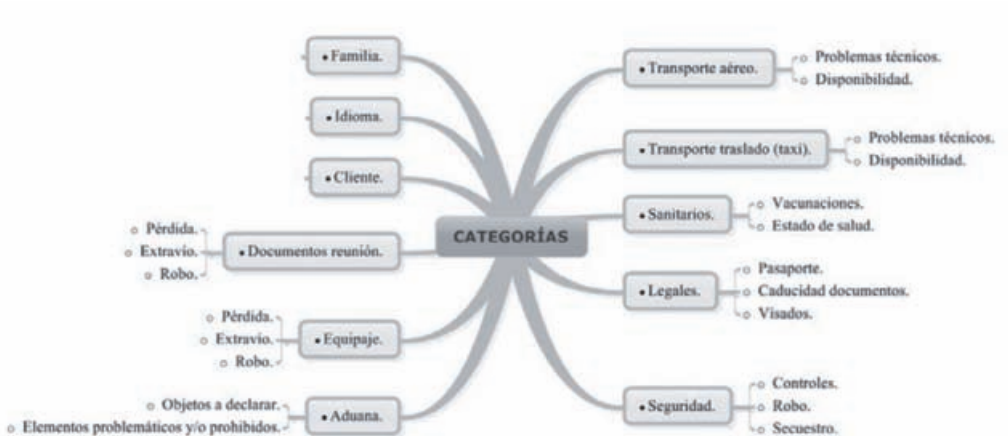 • Familia.
• Idioma.
• Cliente.
• Documentos reunión.
Pérdida.
Extravío.
Robo.
• Equipaje.
Pérdida.
Extravío.
Robo.
• Aduana.
Objetos a declarar.
Elementos problemáticos y/o prohibidos.
CATEGORÍAS
• Transporte aéreo.
Problemas técnicos.
Disponibilidad.
• Transporte traslado (taxi).
Problemas técnicos.
Disponibilidad.
• Sanitarios.
Vacunaciones.
Estado de salud.
• Legales.
Pasaporte.
Caducidad documentos.
Visados.
• Seguridad.
Controles.
Robo.
Secuestro.